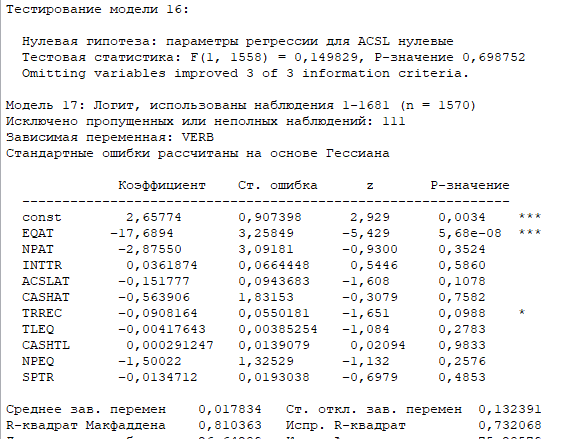 Тестирование модели 16:
Нулевая гипотеза: параметры регрессии для ACSL нулевые
Тестовая статистика: F(1, 1558) = 0,149829, P-значение 0,698752
Omitting variables improved 3 of 3 information criteria.
Модель 17: Логит, использованы наблюдения 1-1681 (n = 1570)
Исключено пропущенных или неполных наблюдений: 111
Зависимая переменная: VERB
Стандартные ошибки рассчитаны на основе Гессиана
Коэффициент Ст. ошибка z P-значение
const 2,65774 0,907398 2,929 0,0034 ***
EQAT −17,6894 3,25849 −5,429 5,68e-08 ***
NPAT −2,87550 3,09181 −0,9300 0,3524
INTTR 0,0361874 0,0664448 0,5446 0,5860
ACSLAT −0,151777 0,0943683 −1,608 0,1078
CASHAT −0,563906 1,83153 −0,3079 0,7582
TRREC −0,0908164 0,0550181 −1,651 0,0988 *
TLEQ −0,00417643 0,00385254 −1,084 0,2783
CASHTL 0,000291247 0,0139079 0,02094 0,9833
NPEQ −1,50022 1,32529 −1,132 0,2576
SPTR −0,0134712 0,0193038 −0,6979 0,4853
Среднее зав. перемен 0,017834 Ст. откл. зав. перемен 0,132391
R-квадрат Макфаддена 0,810363 Испр. R-квадрат 0,732068